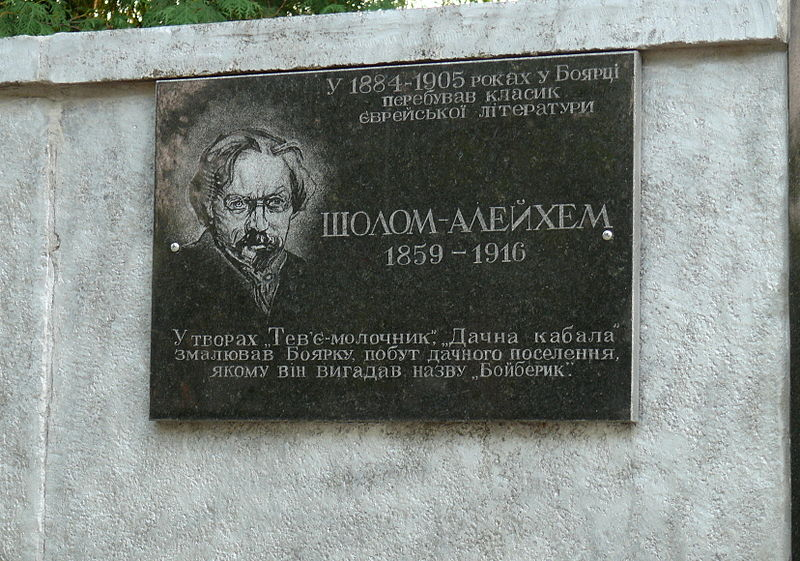 У 1884-1905 роках у Боярці
перебував класик
єврейської літератури
ШОЛОМ-АЛЕЙХЕМ
1859-1916
У творах „Тев'є-молочник", „Дачна кабала"
змалював Боярку, побут дачного поселення,
якому він вигадав назву „Бойберик".